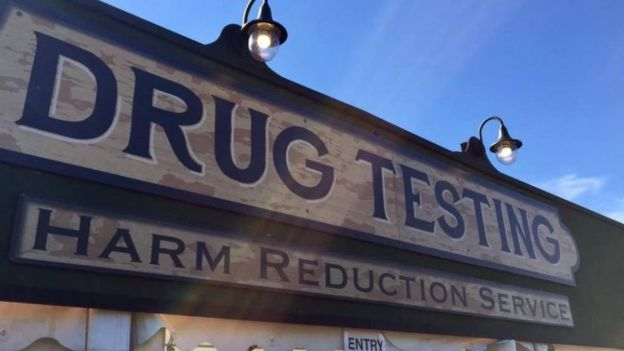 DRUG TESTING
HARM REDUCTION SERVICE
ENTRY